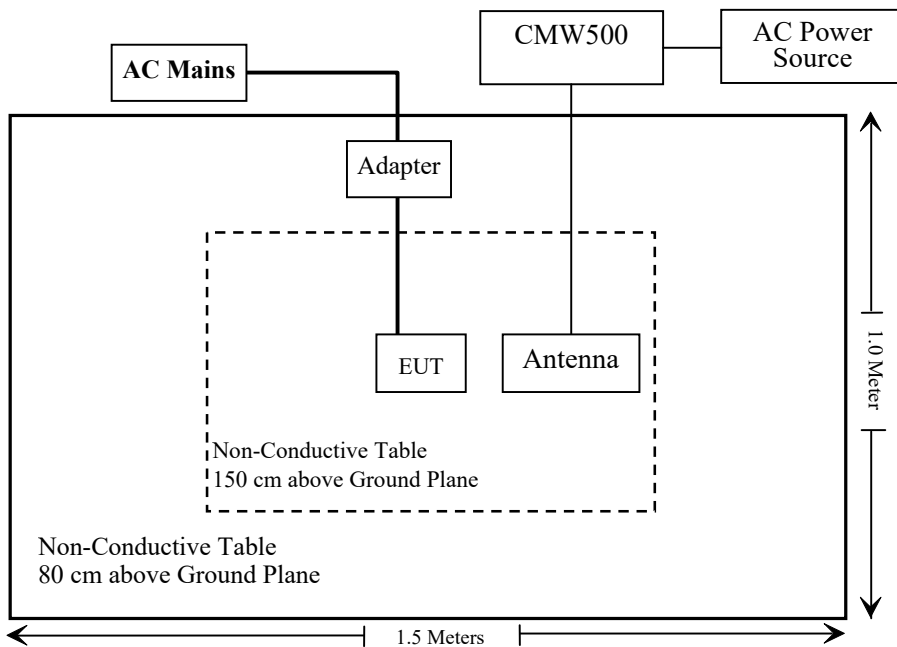 CMW500
AC Power
Source
AC Mains
Adapter
EUT
Antenna
1.0 Meter
Non-Conductive Table
150 cm above Ground Plane
Non-Conductive Table
80 cm above Ground Plane
1.5 Meters